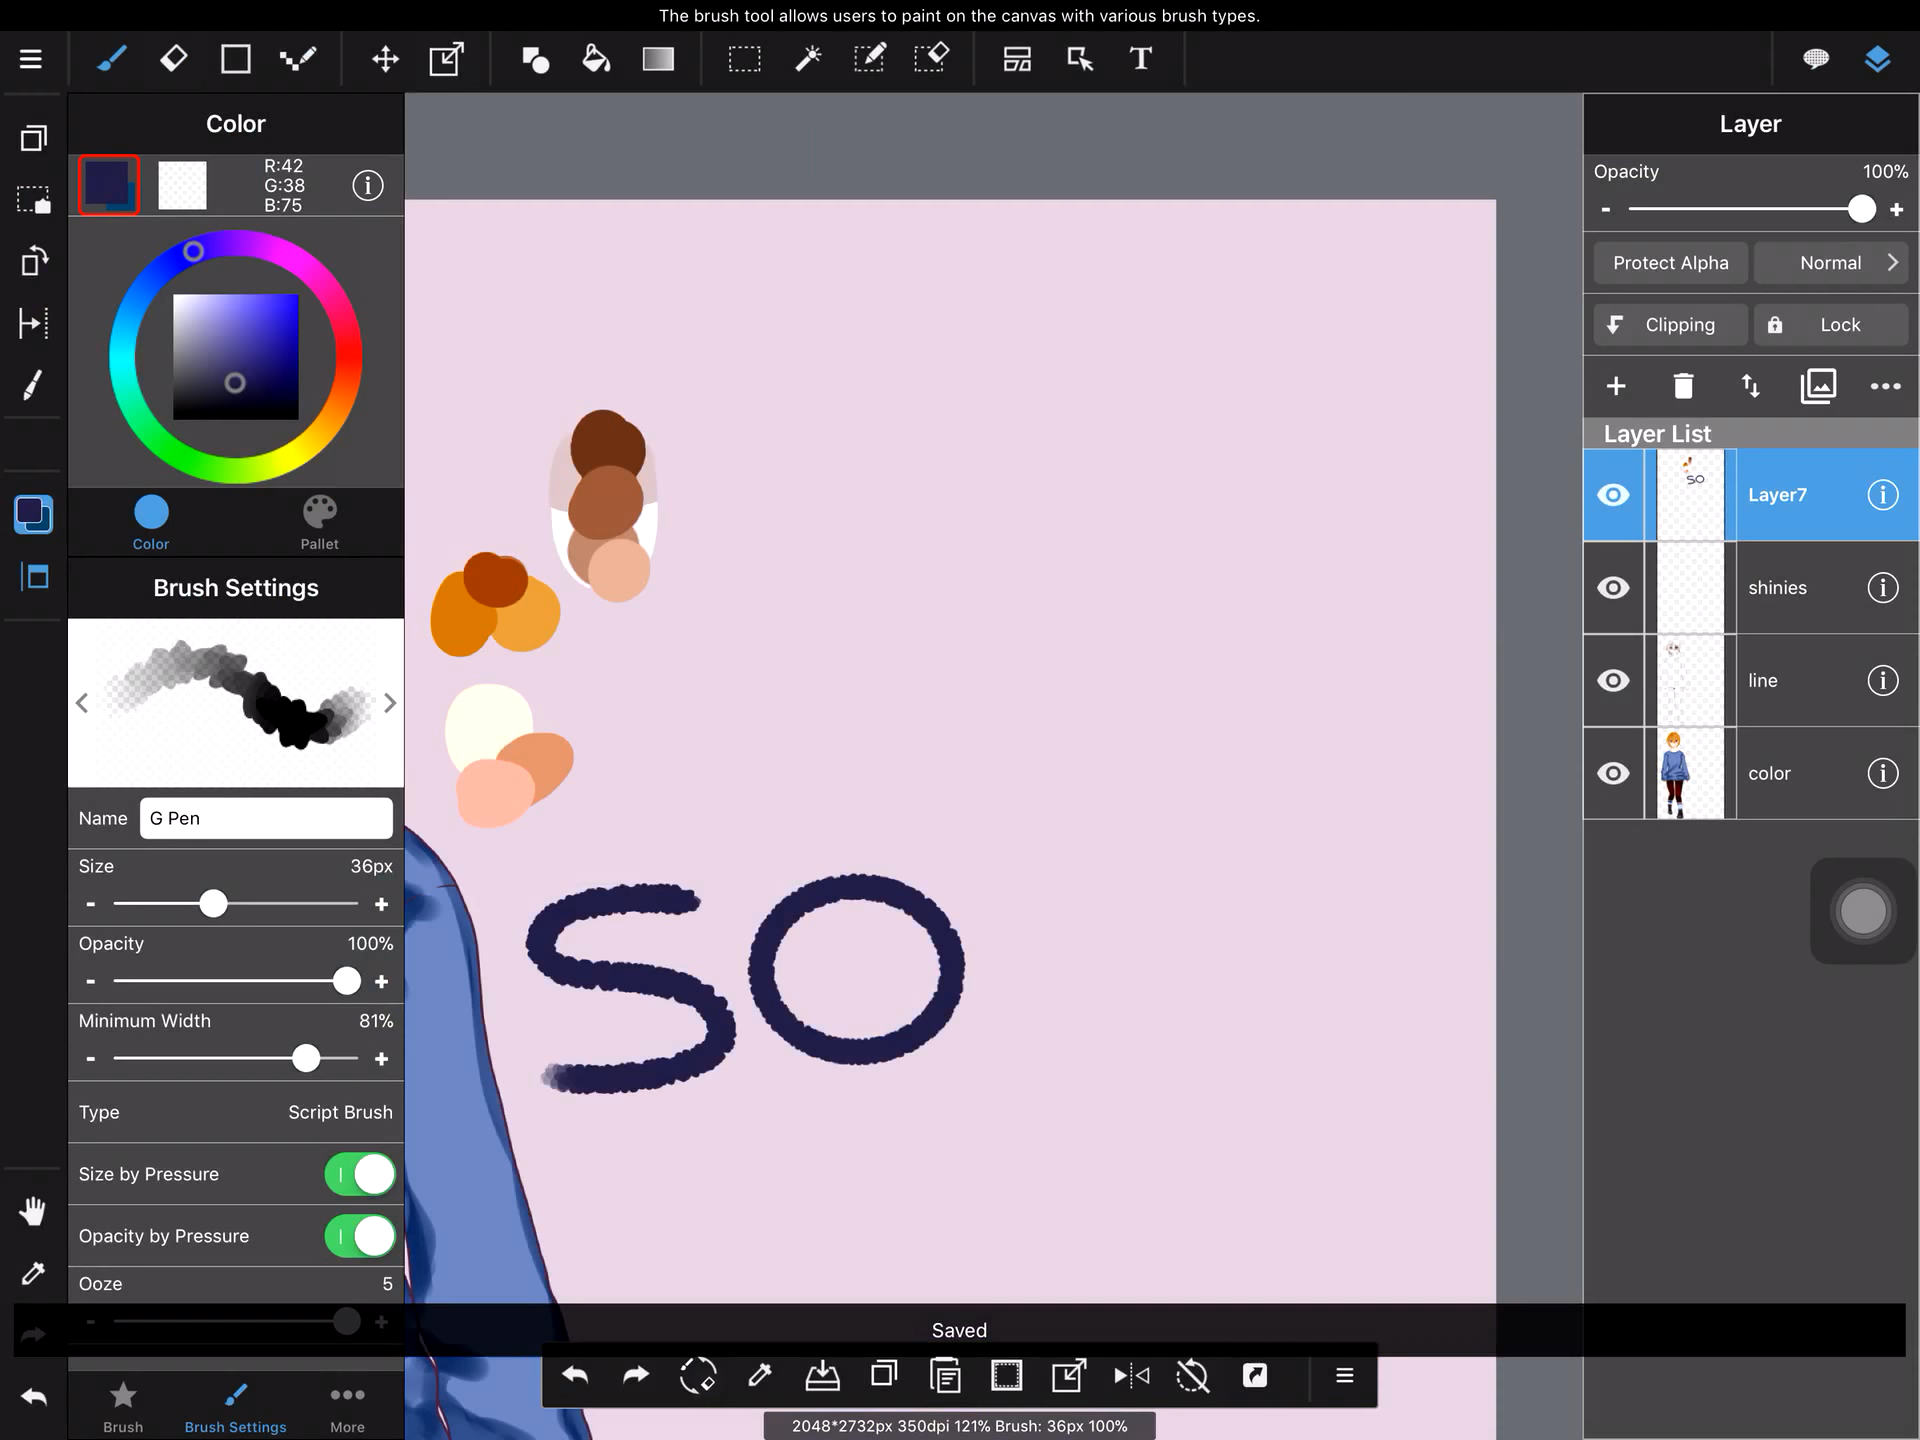 The brush tool allows users to paint on the canvas with various brush types.
T
Color
Layer
R:42
G:38
B:75
i
Opacity 100%
- +
Protect Alpha
Normal
Clipping
Lock
Layer List
Layer7
shinies
line
color
Color
Pallet
Brush Settings
Name G Pen
Size 36px
- +
Opacity 100%
- +
Minimum Width 81%
- +
Type Script Brush
Size by Pressure
Opacity by Pressure
Ooze 5
- +
SO
Saved
Brush
Brush Settings
More
2048*2732px 350dpi 121% Brush: 36px 100%